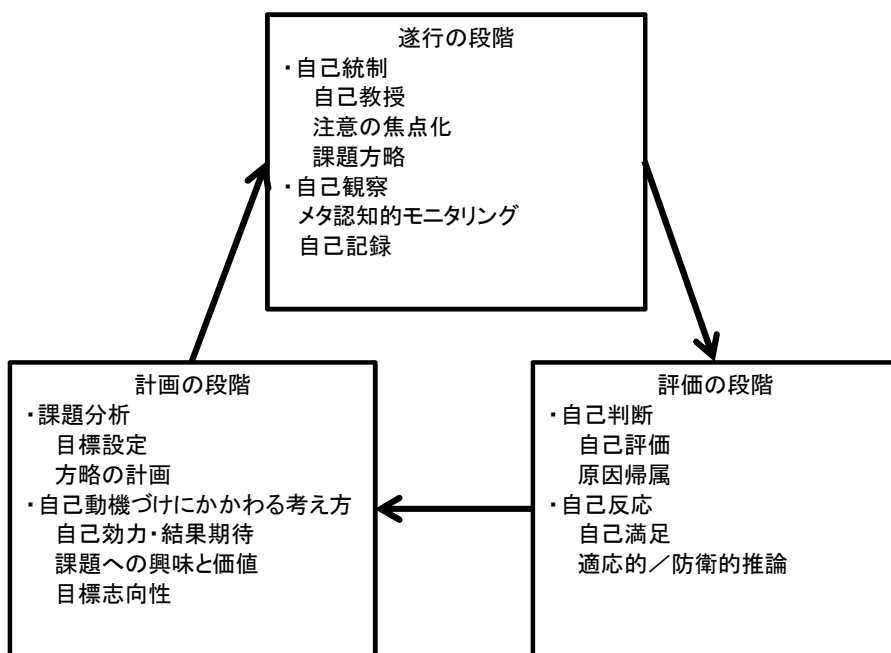 遂行の段階
・自己統制
自己教授
注意の焦点化
課題方略
・自己観察
メタ認知的モニタリング
自己記録
計画の段階
・課題分析
目標設定
方略の計画
・自己動機づけにかかわる考え方
自己効力・結果期待
課題への興味と価値
目標志向性
評価の段階
・自己判断
自己評価
原因帰属
・自己反応
自己満足
適応的／防衛的推論